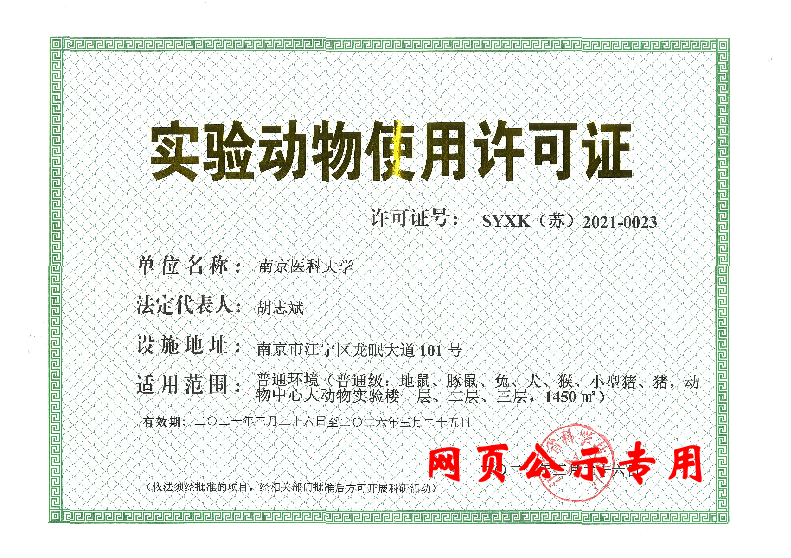 实验动物使用许可证
许可证号： SYXK（苏）2021-0023
单位名称：南京医科大学
法定代表人：胡志斌
设施地址：南京市江宁区龙眠大道 101 号
适用范围：普通环境（普通级：地鼠、豚鼠、兔、犬、猴、小型猪、猪，动
物中心大动物实验楼一层、二层、三层，1450 ㎡）
有效期：二〇二一年三月二十六日至二〇二六年三月二十五日
网页公示专用
（依法须经批准的项目，经相关部门批准后方可开展科研活动）